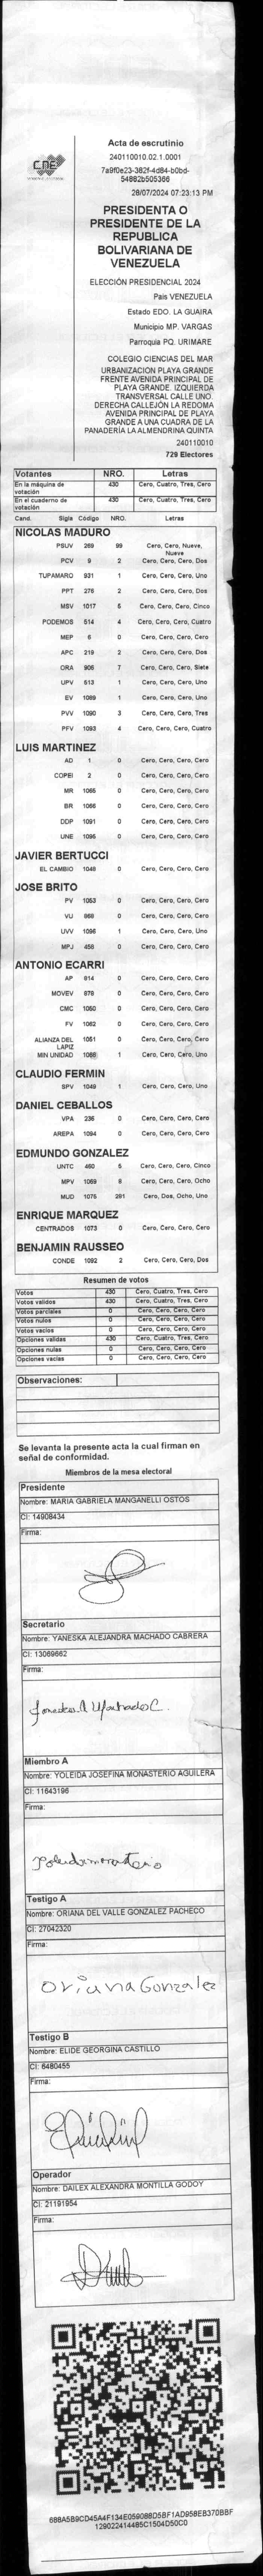 CNE
Acta de escrutinio
240110010.02.1.0001
7a9f0e23-382f-4d84-b0bd-
54882b505366
28/07/2024 07:23:13 PM
PRESIDENTA O
PRESIDENTE DE LA
REPUBLICA
BOLIVARIANA DE
VENEZUELA
ELECCIÓN PRESIDENCIAL 2024
Pais VENEZUELA
Estado EDO. LA GUAIRA
Municipio MP. VARGAS
Parroquia PQ. URIMARE
COLEGIO CIENCIAS DEL MAR
URBANIZACION PLAYA GRANDE
FRENTE AVENIDA PRINCIPAL DE
PLAYA GRANDE. IZQUIERDA
TRANSVERSAL CALLE UNO.
DERECHA CALLEJÓN LA REDOMA
AVENIDA PRINCIPAL DE PLAYA
GRANDE A UNA CUADRA DE LA
PANADERÍA LA ALMENDRINA QUINTA
240110010
729 Electores
Votantes NRO. Letras
En la máquina de votación 430 Cero, Cuatro, Tres, Cero
En el cuaderno de votación 430 Cero, Cuatro, Tres, Cero
Cand. Sigla Código NRO. Letras
NICOLAS MADURO
PSUV 269 99 Cero, Cero, Nueve, Nueve
PCV 9 2 Cero, Cero, Cero, Dos
TUPAMARO 931 1 Cero, Cero, Cero, Uno
PPT 276 2 Cero, Cero, Cero, Dos
MSV 1017 5 Cero, Cero, Cero, Cinco
PODEMOS 514 4 Cero, Cero, Cero, Cuatro
MEP 6 0 Cero, Cero, Cero, Cero
APC 219 2 Cero, Cero, Cero, Dos
ORA 906 7 Cero, Cero, Cero, Siete
UPV 513 1 Cero, Cero, Cero, Uno
EV 1089 1 Cero, Cero, Cero, Uno
PVV 1090 3 Cero, Cero, Cero, Tres
PFV 1093 4 Cero, Cero, Cero, Cuatro
LUIS MARTINEZ
AD 1 0 Cero, Cero, Cero, Cero
COPEI 2 0 Cero, Cero, Cero, Cero
MR 1065 0 Cero, Cero, Cero, Cero
BR 1066 0 Cero, Cero, Cero, Cero
DDP 1091 0 Cero, Cero, Cero, Cero
UNE 1095 0 Cero, Cero, Cero, Cero
JAVIER BERTUCCI
EL CAMBIO 1048 0 Cero, Cero, Cero, Cero
JOSE BRITO
PV 1053 0 Cero, Cero, Cero, Cero
VU 869 0 Cero, Cero, Cero, Cero
UVV 1096 1 Cero, Cero, Cero, Uno
MPJ 456 0 Cero, Cero, Cero, Cero
ANTONIO ECARRI
AP 814 0 Cero, Cero, Cero, Cero
MOVEV 979 0 Cero, Cero, Cero, Cero
CMC 1050 0 Cero, Cero, Cero, Cero
FV 1062 0 Cero, Cero, Cero, Cero
ALIANZA DEL LAPIZ 1051 0 Cero, Cero, Cero, Cero
MIN UNIDAD 1088 1 Cero, Cero, Cero, Uno
CLAUDIO FERMIN
SPV 1049 1 Cero, Cero, Cero, Uno
DANIEL CEBALLOS
VPA 236 0 Cero, Cero, Cero, Cero
AREPA 1094 0 Cero, Cero, Cero, Cero
EDMUNDO GONZALEZ
UNTC 460 5 Cero, Cero, Cero, Cinco
MPV 1069 8 Cero, Cero, Cero, Ocho
MUD 1075 281 Cero, Dos, Ocho, Uno
ENRIQUE MARQUEZ
CENTRADOS 1073 0 Cero, Cero, Cero, Cero
BENJAMIN RAUSSEO
CONDE 1092 2 Cero, Cero, Cero, Dos
Resumen de votos
Votos 430 Cero, Cuatro, Tres, Cero
Votos validos 430 Cero, Cuatro, Tres, Cero
Votos parciales 0 Cero, Cero, Cero, Cero
Votos nulos 0 Cero, Cero, Cero, Cero
Votos vacios 0 Cero, Cero, Cero, Cero
Opciones validas 430 Cero, Cuatro, Tres, Cero
Opciones nulas 0 Cero, Cero, Cero, Cero
Opciones vacias 0 Cero, Cero, Cero, Cero
Observaciones:
Se levanta la presente acta la cual firman en
señal de conformidad.
Miembros de la mesa electoral
Presidente
Nombre: MARIA GABRIELA MANGANELLI OSTOS
CI: 14908434
Firma:
Secretario
Nombre: YANESKA ALEJANDRA MACHADO CABRERA
CI: 13069662
Firma:
Miembro A
Nombre: YOLEIDA JOSEFINA MONASTERIO AGUILERA
CI: 11643196
Firma:
Yoleida monasterio
Testigo A
Nombre: ORIANA DEL VALLE GONZALEZ PACHECO
CI: 27042320
Firma:
Oriana Gonzalez
Testigo B
Nombre: ELIDE GEORGINA CASTILLO
CI: 6480455
Firma:
Operador
Nombre: DAILEX ALEXANDRA MONTILLA GODOY
CI: 21191954
Firma:
688A5B9CD45A4F134E059088D5BF1AD958EB370BBF
129022414485C1504D50C0